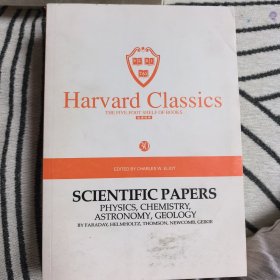 Harvard Classics
THE FIVE FOOT SHELF OF BOOKS
EDITED BY CHARLES W. ELIOT
SCIENTIFIC PAPERS
PHYSICS, CHEMISTRY,
ASTRONOMY, GEOLOGY
BY FARADAY, HELMHOLTZ, THOMSON, NEWCOMB, GEIKIE